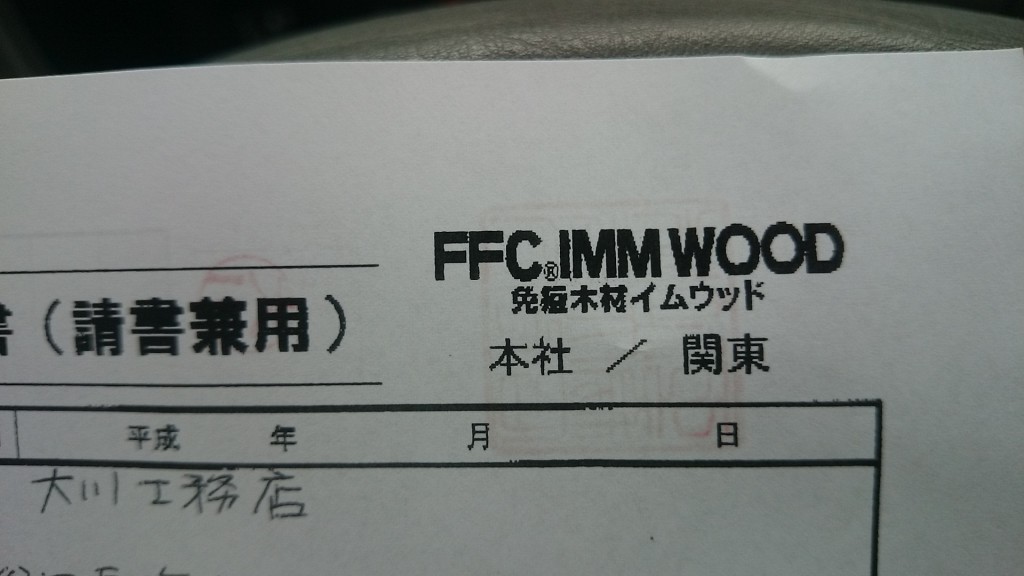 FFC®IMM WOOD
免疫木材イムウッド
書（請書兼用）
本社 ／ 関東
平成 年 月 日
大川工務店